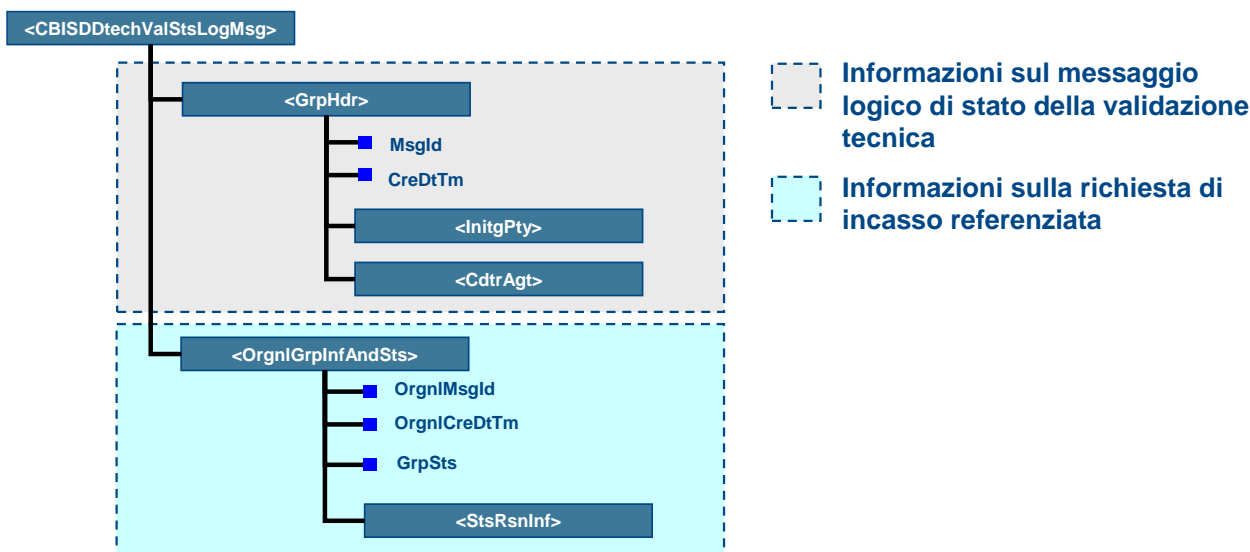 <CBISDDtechValStsLogMsg>
<GrpHdr>
MsgId
CreDtTm
<InitgPty>
<CdtrAgt>
<OrgnlGrpInfAndSts>
OrgnlMsgId
OrgnlCreDtTm
GrpSts
<StsRsnInf>
Informazioni sul messaggio
logico di stato della validazione
tecnica
Informazioni sulla richiesta di
incasso referenziata